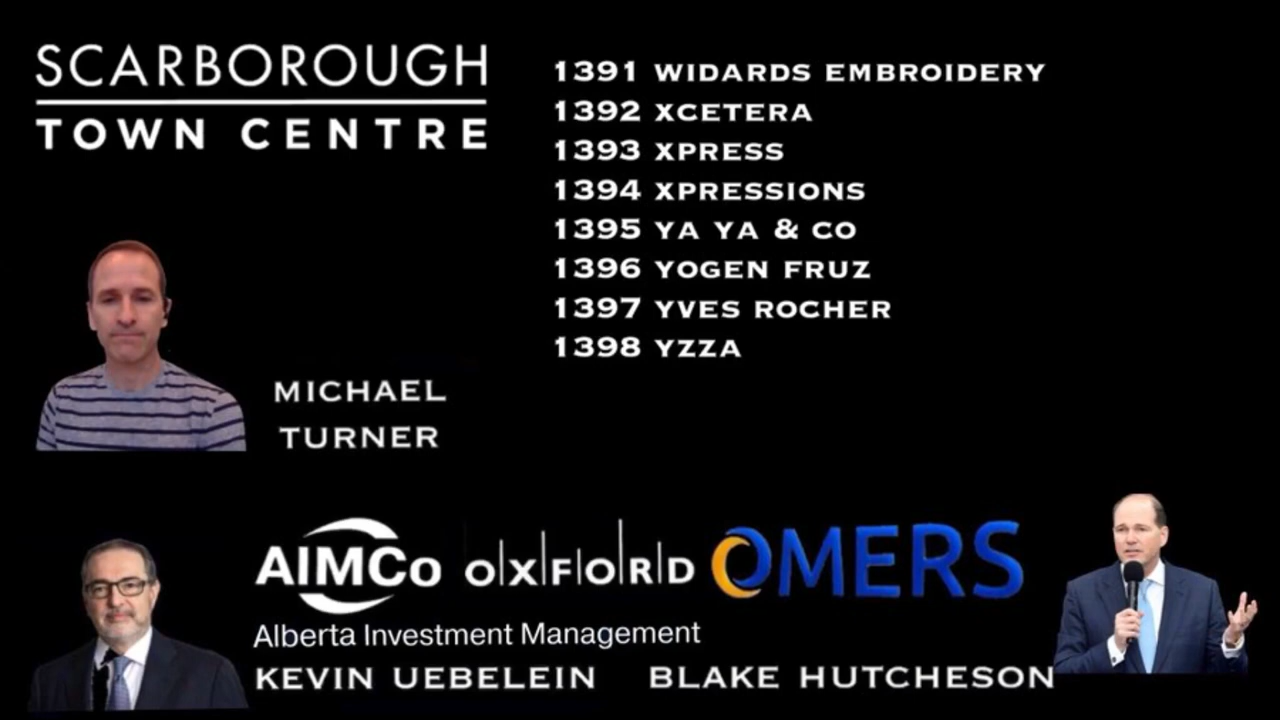 SCARBOROUGH
TOWN CENTRE
1391 WIDARDS EMBROIDERY
1392 XCETERA
1393 XPRESS
1394 XPRESSIONS
1395 YA YA & CO
1396 YOGEN FRUZ
1397 YVES ROCHER
1398 YZZA
MICHAEL
TURNER
AIMCo OXFORD OMERS
Alberta Investment Management
KEVIN UEBELEIN BLAKE HUTCHESON